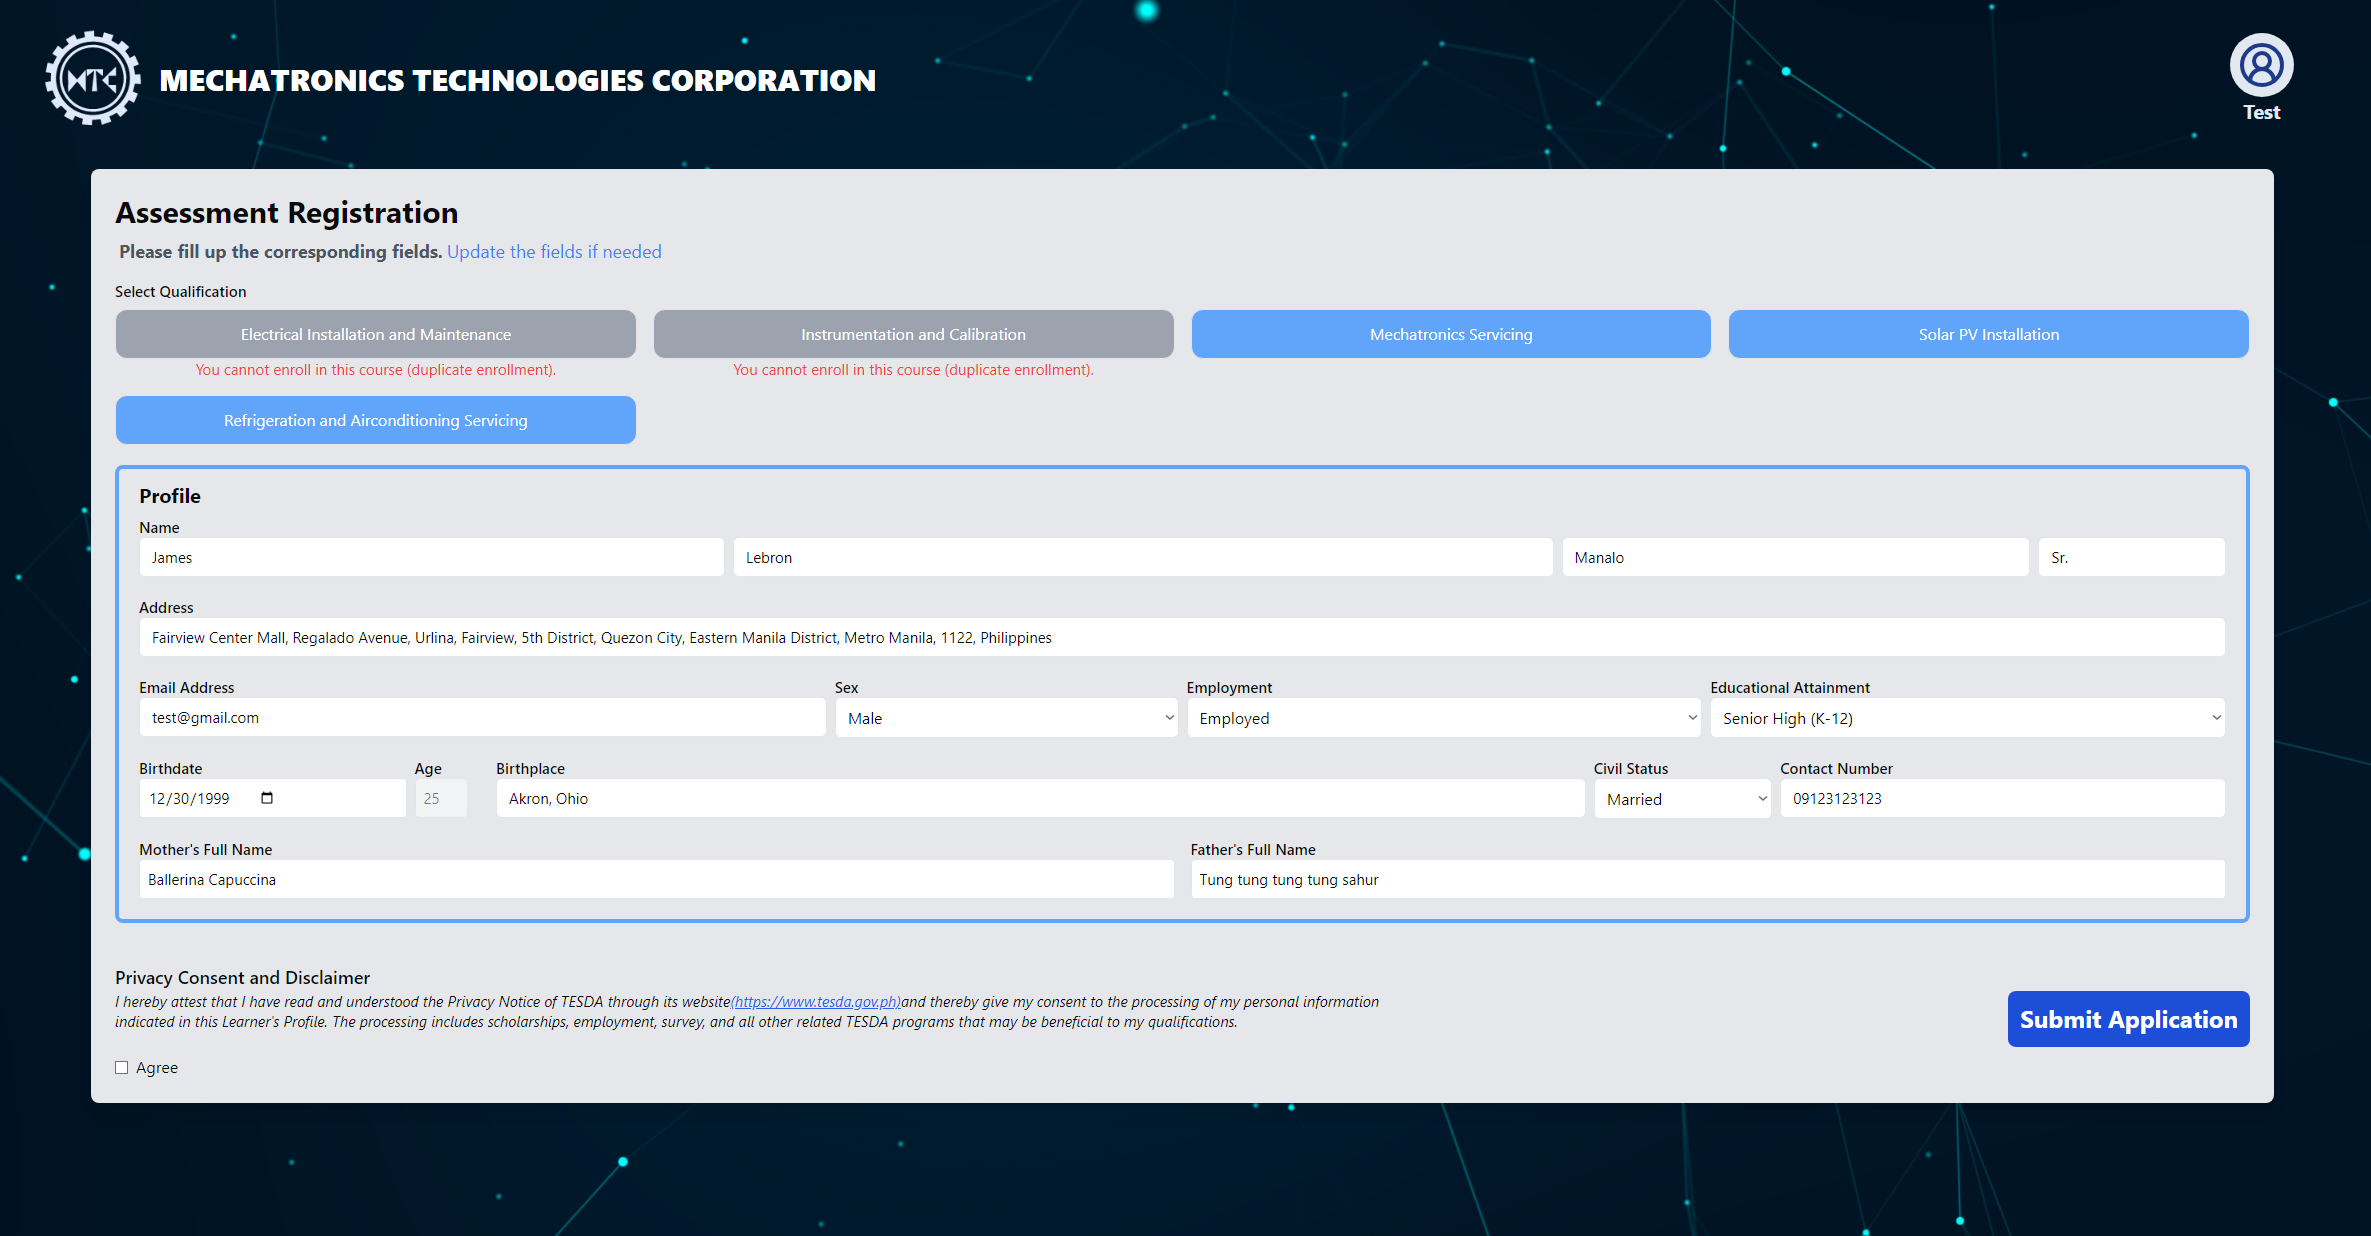 MTC
MECHATRONICS TECHNOLOGIES CORPORATION
Test
Assessment Registration
Please fill up the corresponding fields. Update the fields if needed
Select Qualification
Electrical Installation and Maintenance
Instrumentation and Calibration
Mechatronics Servicing
Solar PV Installation
You cannot enroll in this course (duplicate enrollment).
You cannot enroll in this course (duplicate enrollment).
Refrigeration and Airconditioning Servicing
Profile
Name
James
Lebron
Manalo
Sr.
Address
Fairview Center Mall, Regalado Avenue, Urlina, Fairview, 5th District, Quezon City, Eastern Manila District, Metro Manila, 1122, Philippines
Email Address
Sex
Employment
Educational Attainment
test@gmail.com
Male
Employed
Senior High (K-12)
Birthdate
Age
Birthplace
Civil Status
Contact Number
12/30/1999
25
Akron, Ohio
Married
09123123123
Mother's Full Name
Father's Full Name
Ballerina Capuccina
Tung tung tung tung sahur
Privacy Consent and Disclaimer
I hereby attest that I have read and understood the Privacy Notice of TESDA through its website(https://www.tesda.gov.ph)and thereby give my consent to the processing of my personal information
indicated in this Learner's Profile. The processing includes scholarships, employment, survey, and all other related TESDA programs that may be beneficial to my qualifications.
Submit Application
Agree